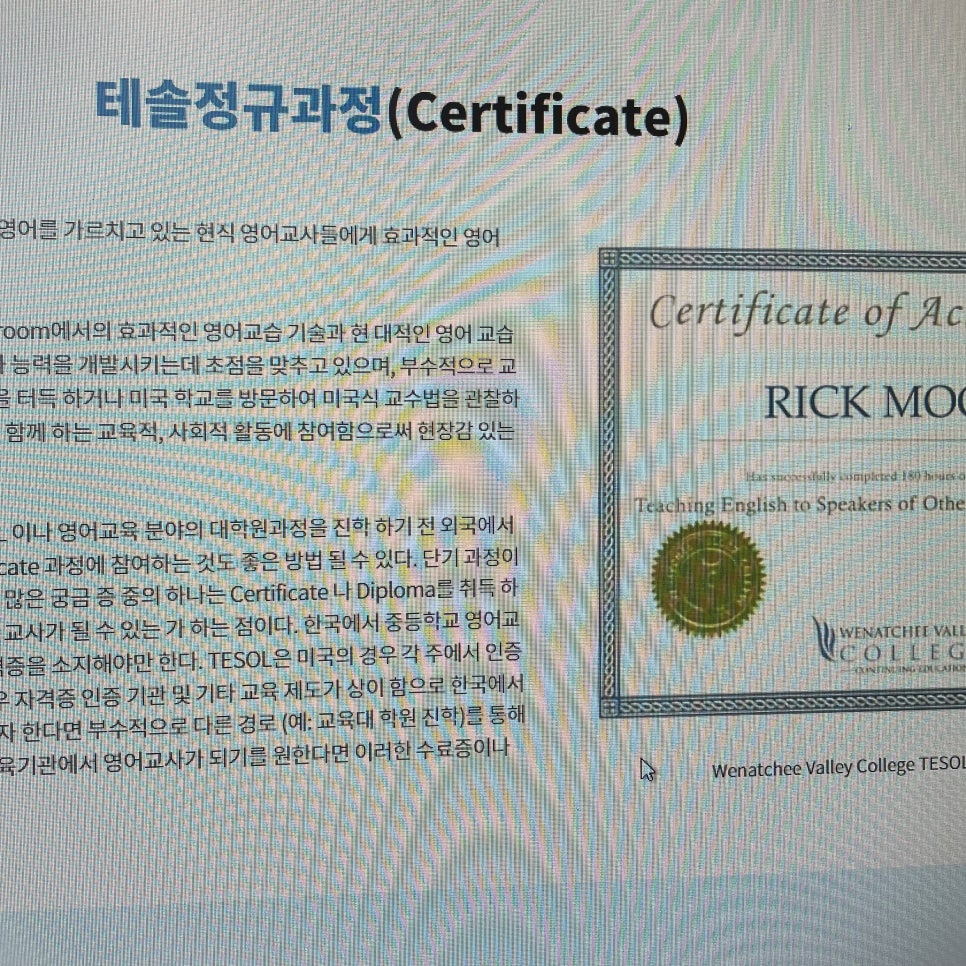 테솔정규과정(Certificate)
영어를 가르치고 있는 현직 영어교사들에게 효과적인 영어
room에서의 효과적인 영어교습 기술과 현 대적인 영어 교습
능력을 개발시키는데 초점을 맞추고 있으며, 부수적으로 교
을 터득 하거나 미국 학교를 방문하여 미국식 교수법을 관찰하
함께 하는 교육적, 사회적 활동에 참여함으로써 현장감 있는
이나 영어교육 분야의 대학원과정을 진학 하기 전 외국에서
cate 과정에 참여하는 것도 좋은 방법 될 수 있다. 단기 과정이
많은 궁금 증 중의 하나는 Certificate 나 Diploma를 취득 하
교사가 될 수 있는 가 하는 점이다. 한국에서 중등학교 영어교
격증을 소지해야만 한다. TESOL은 미국의 경우 각 주에서 인증
우 자격증 인증 기관 및 기타 교육 제도가 상이 함으로 한국에서
자 한다면 부수적으로 다른 경로 (예: 교육대 학원 진학)를 통해
육기관에서 영어교사가 되기를 원한다면 이러한 수료증이나
Certificate of Ac
RICK MOO
Has successfully completed 180 hours o
Teaching English to Speakers of Othe
WENATCHEE VALL
COLLEG
CONTINUING EDUCATION
Wenatchee Valley College TESOL